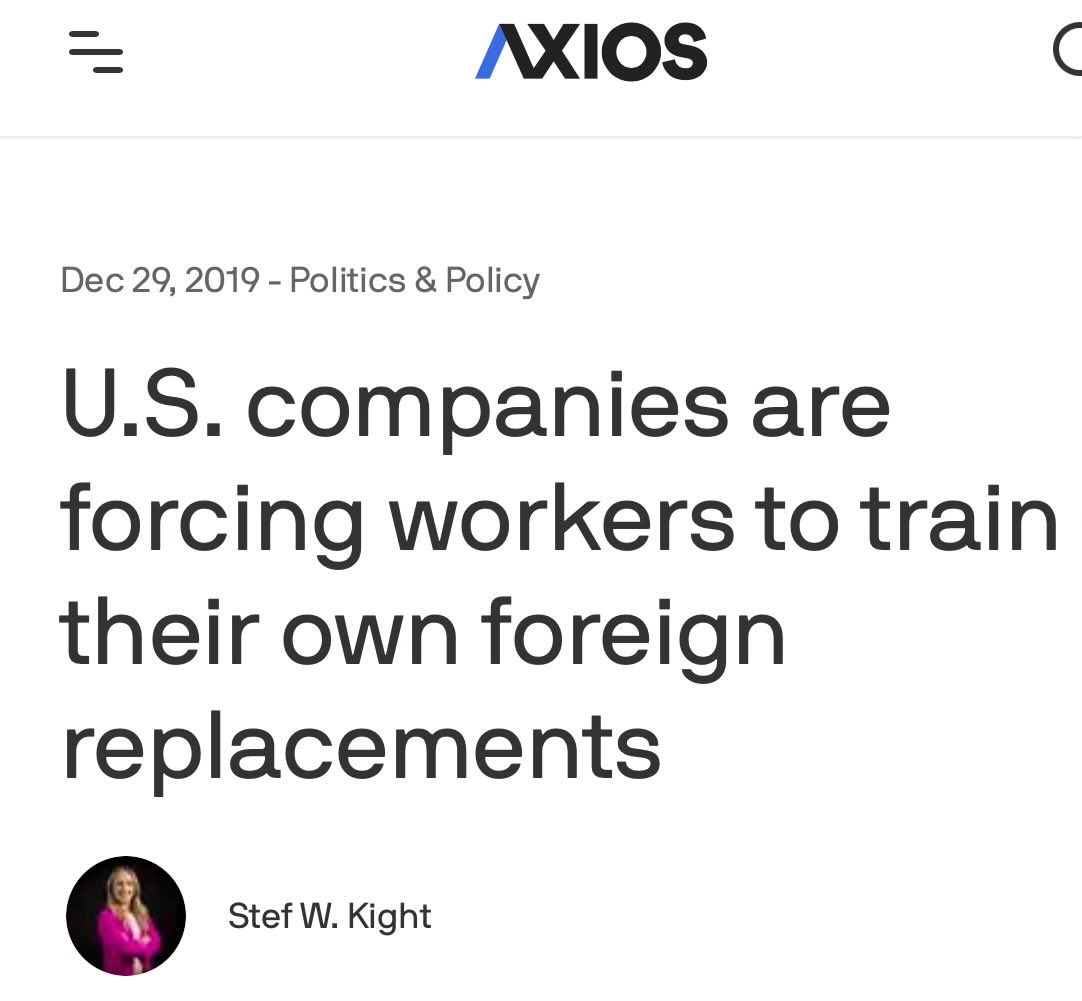 AXIOS
Dec 29, 2019 - Politics & Policy
U.S. companies are
forcing workers to train
their own foreign
replacements
Stef W. Kight